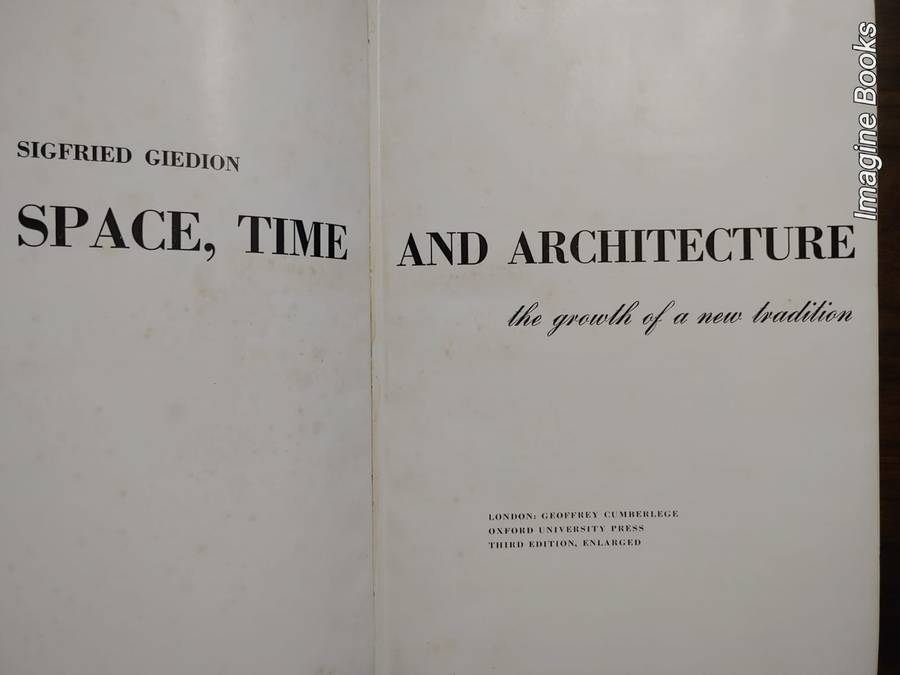 SIGFRIED GIEDION
SPACE, TIME AND ARCHITECTURE
the growth of a new tradition
LONDON: GEOFFREY CUMBERLEGE
OXFORD UNIVERSITY PRESS
THIRD EDITION, ENLARGED
Imagine Books